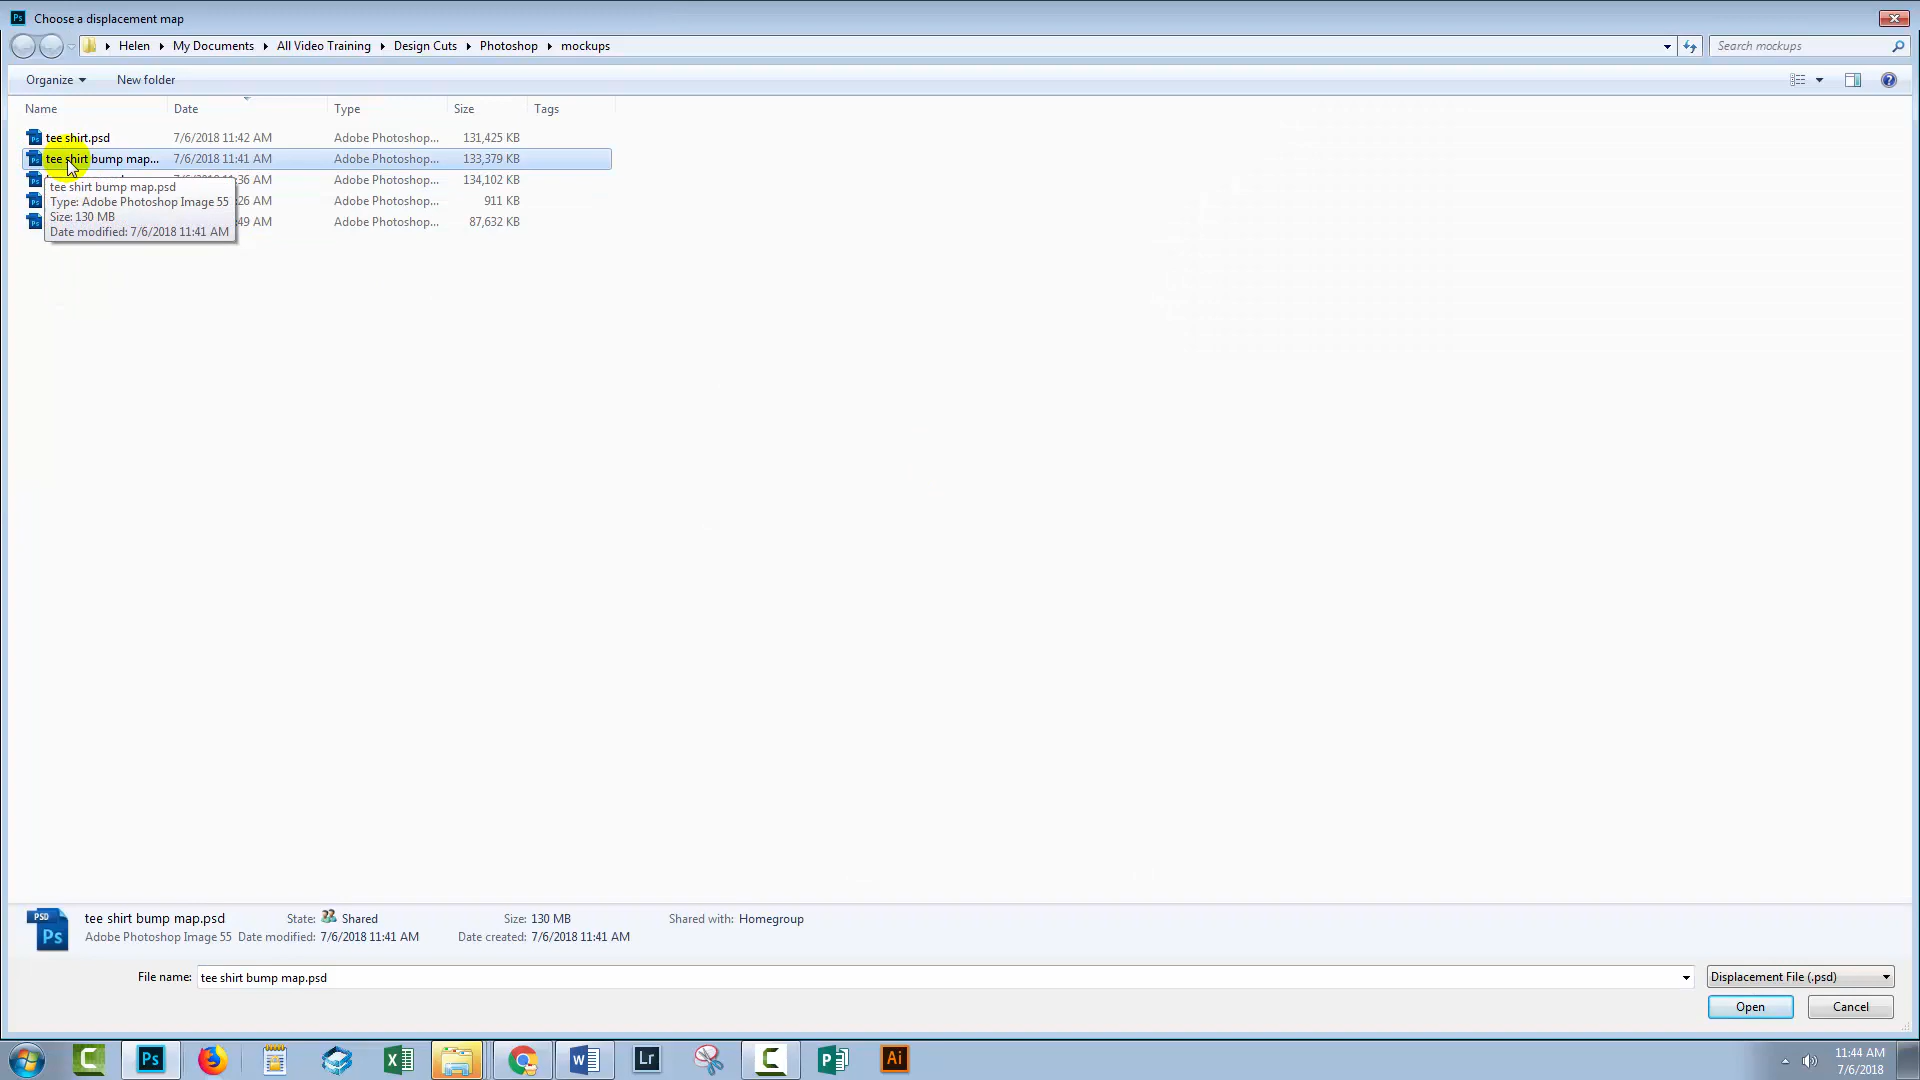 Choose a displacement map
Helen My Documents All Video Training Design Cuts Photoshop mockups Search mockups
Organize New folder
Name Date Type Size Tags
tee shirt.psd 7/6/2018 11:42 AM Adobe Photoshop... 131,425 KB
tee shirt bump map... 7/6/2018 11:41 AM Adobe Photoshop... 133,379 KB
:36 AM Adobe Photoshop... 134,102 KB
:26 AM Adobe Photoshop... 911 KB
:49 AM Adobe Photoshop... 87,632 KB
tee shirt bump map.psd
Type: Adobe Photoshop Image 55
Size: 130 MB
Date modified: 7/6/2018 11:41 AM
tee shirt bump map.psd State: Shared Size: 130 MB Shared with: Homegroup
Adobe Photoshop Image 55 Date modified: 7/6/2018 11:41 AM Date created: 7/6/2018 11:41 AM
File name: tee shirt bump map.psd Displacement File (.psd)
Open Cancel
11:44 AM
7/6/2018